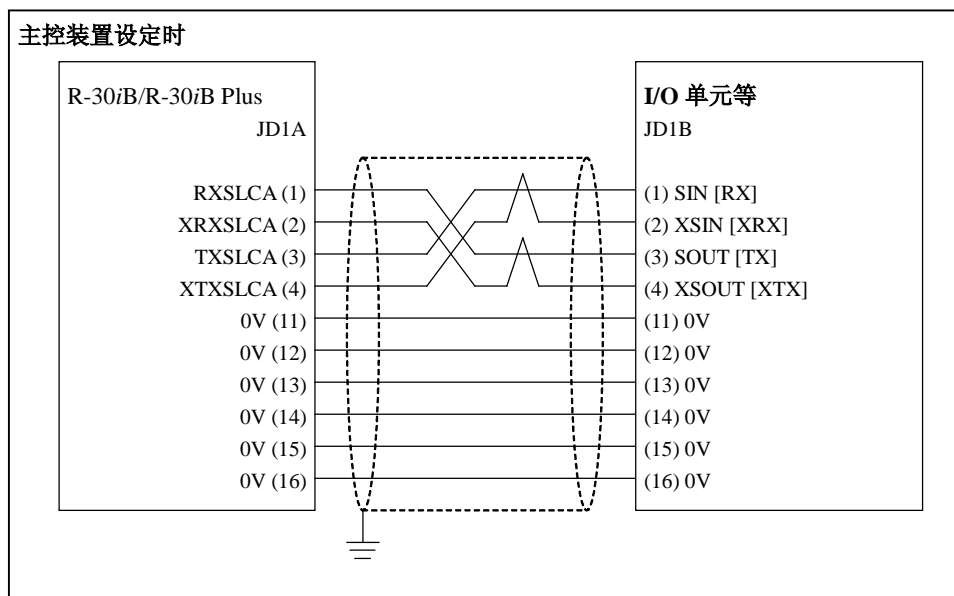 主控装置设定时
R-30iB/R-30iB Plus
JD1A
RXSLCA (1)
XRXSLCA (2)
TXSLCA (3)
XTXSLCA (4)
0V (11)
0V (12)
0V (13)
0V (14)
0V (15)
0V (16)
I/O 单元等
JD1B
(1) SIN [RX]
(2) XSIN [XRX]
(3) SOUT [TX]
(4) XSOUT [XTX]
(11) 0V
(12) 0V
(13) 0V
(14) 0V
(15) 0V
(16) 0V